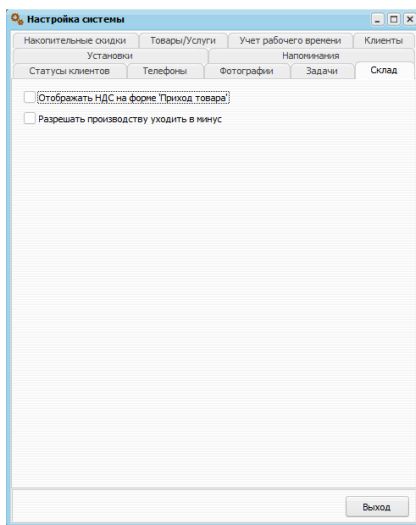 Настройка системы
Накопительные скидки Товары/Услуги Учет рабочего времени Клиенты
Установки Напоминания
Статусы клиентов Телефоны Фотографии Задачи Склад
Отображать НДС на форме 'Приход товара'
Разрешать производству уходить в минус
Выход